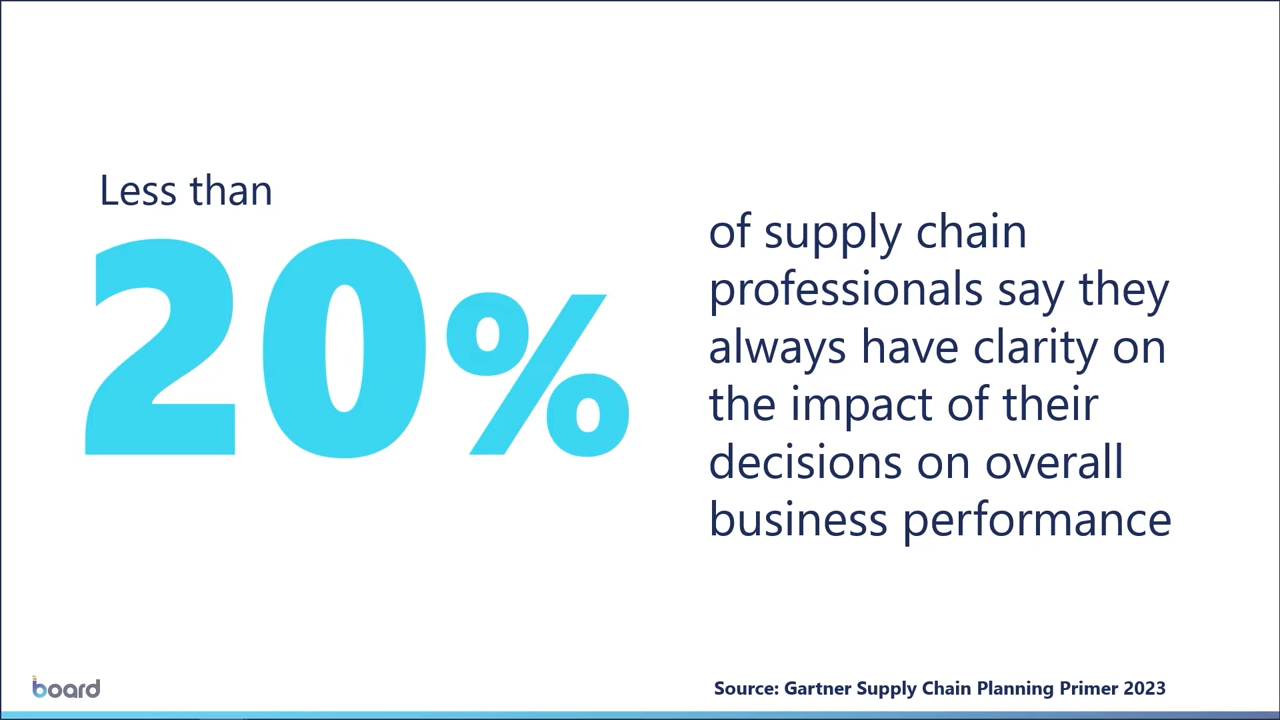 Less than
20%
of supply chain
professionals say they
always have clarity on
the impact of their
decisions on overall
business performance
board
Source: Gartner Supply Chain Planning Primer 2023